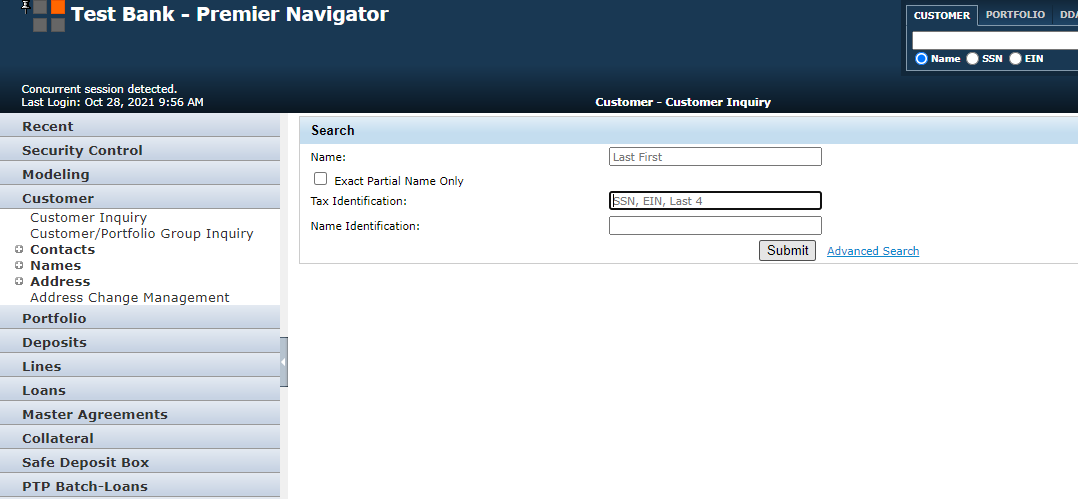 Test Bank - Premier Navigator
CUSTOMER PORTFOLIO DDA
Name SSN EIN
Concurrent session detected.
Last Login: Oct 28, 2021 9:56 AM
Customer - Customer Inquiry
Recent
Security Control
Modeling
Customer
Customer Inquiry
Customer/Portfolio Group Inquiry
Contacts
Names
Address
Address Change Management
Portfolio
Deposits
Lines
Loans
Master Agreements
Collateral
Safe Deposit Box
PTP Batch-Loans
Search
Name: Last First
Exact Partial Name Only
Tax Identification: SSN, EIN, Last 4
Name Identification:
Submit Advanced Search